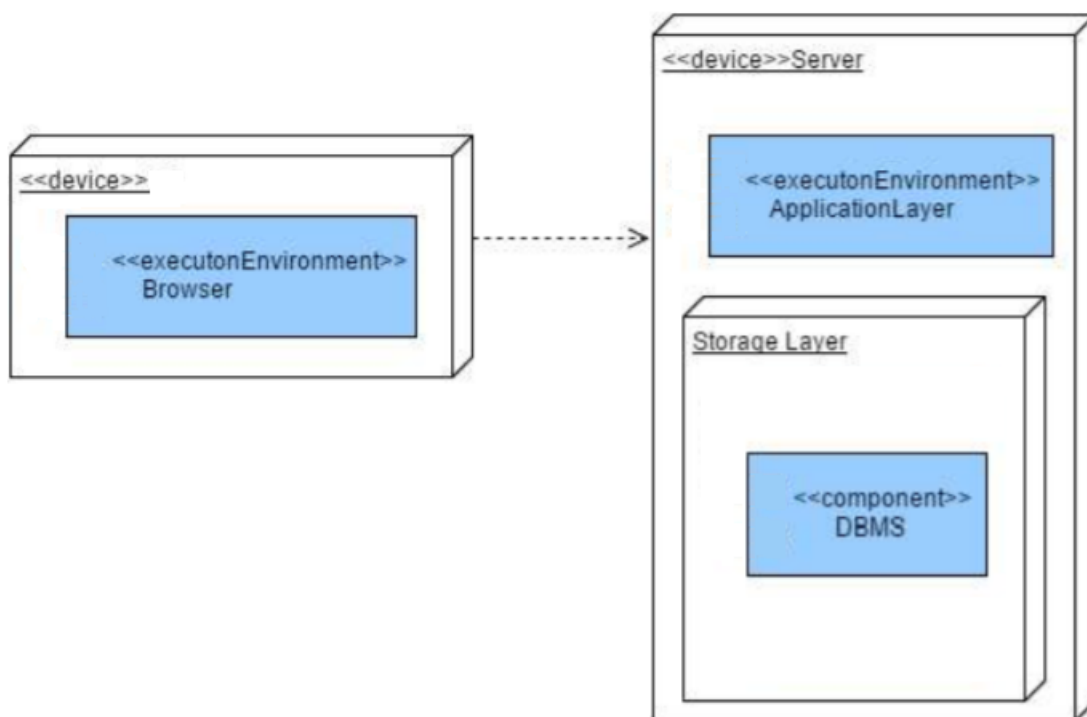 <<device>>
<<executonEnvironment>>
Browser
<<device>>Server
<<executonEnvironment>>
ApplicationLayer
Storage Layer
<<component>>
DBMS